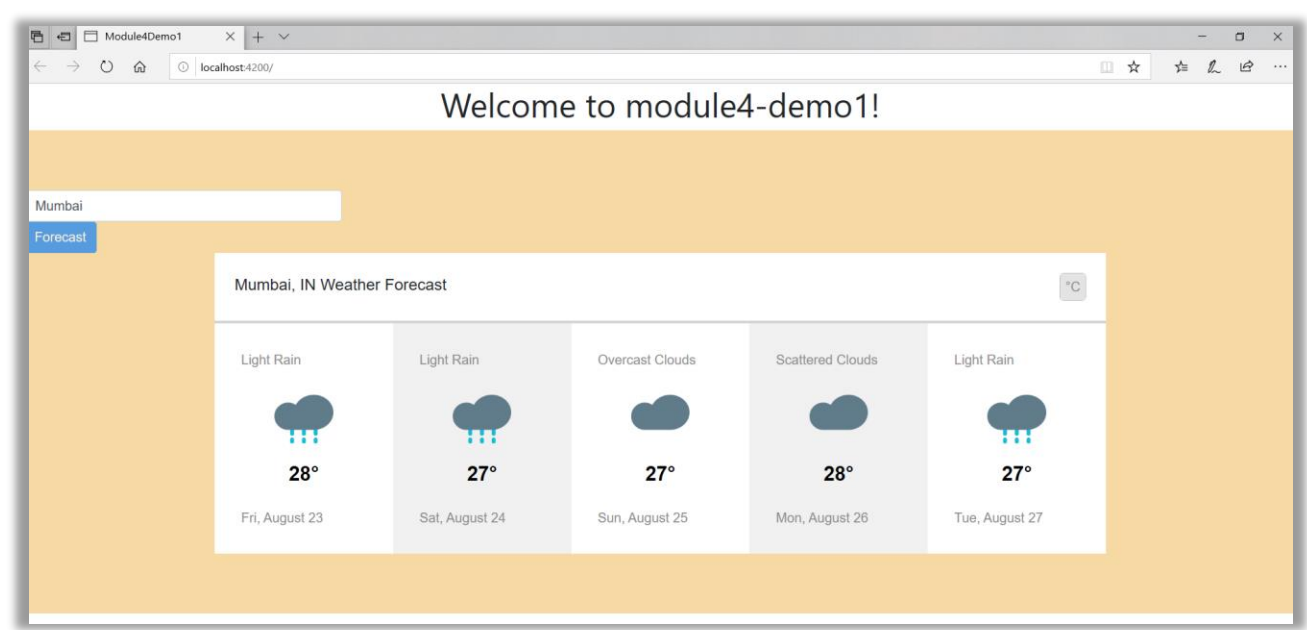 Module4Demo1
localhost:4200/
Welcome to module4-demo1!
Mumbai
Forecast
Mumbai, IN Weather Forecast °C
Light Rain Light Rain Overcast Clouds Scattered Clouds Light Rain
28° 27° 27° 28° 27°
Fri, August 23 Sat, August 24 Sun, August 25 Mon, August 26 Tue, August 27